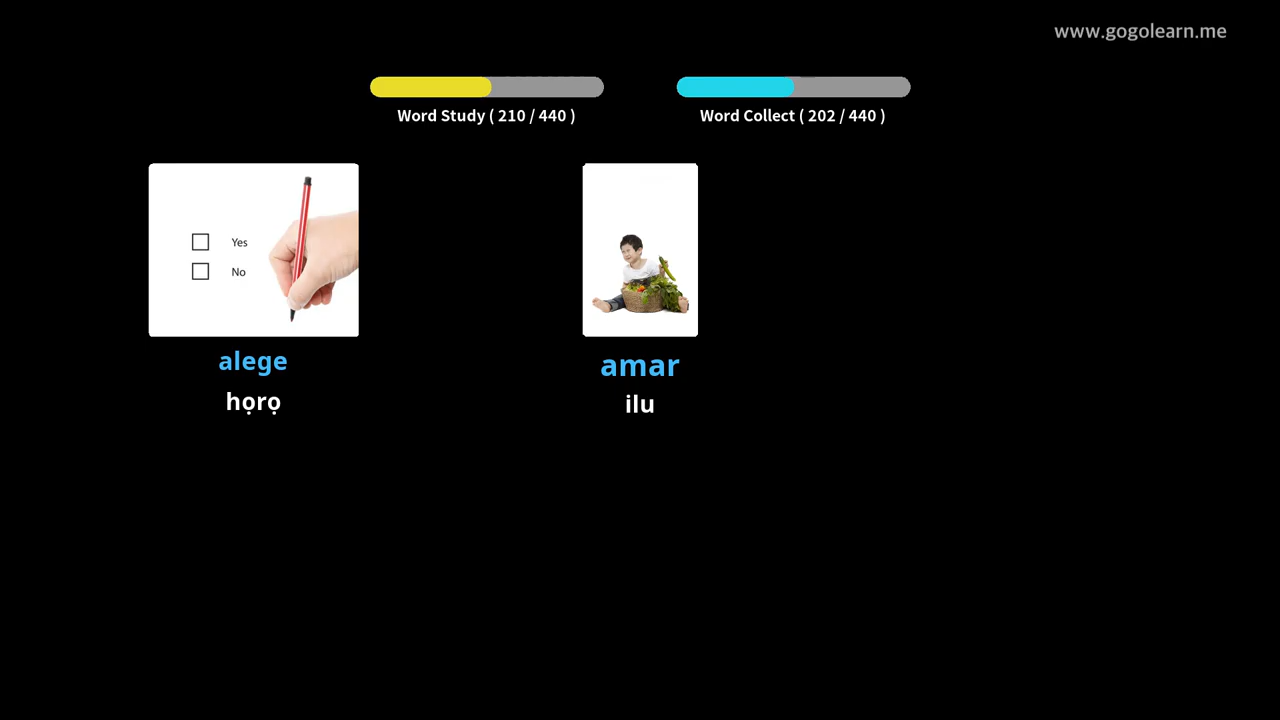 www.gogolearn.me
Word Study ( 210 / 440 )
Word Collect ( 202 / 440 )
Yes
No
alege
họrọ
amar
ilu